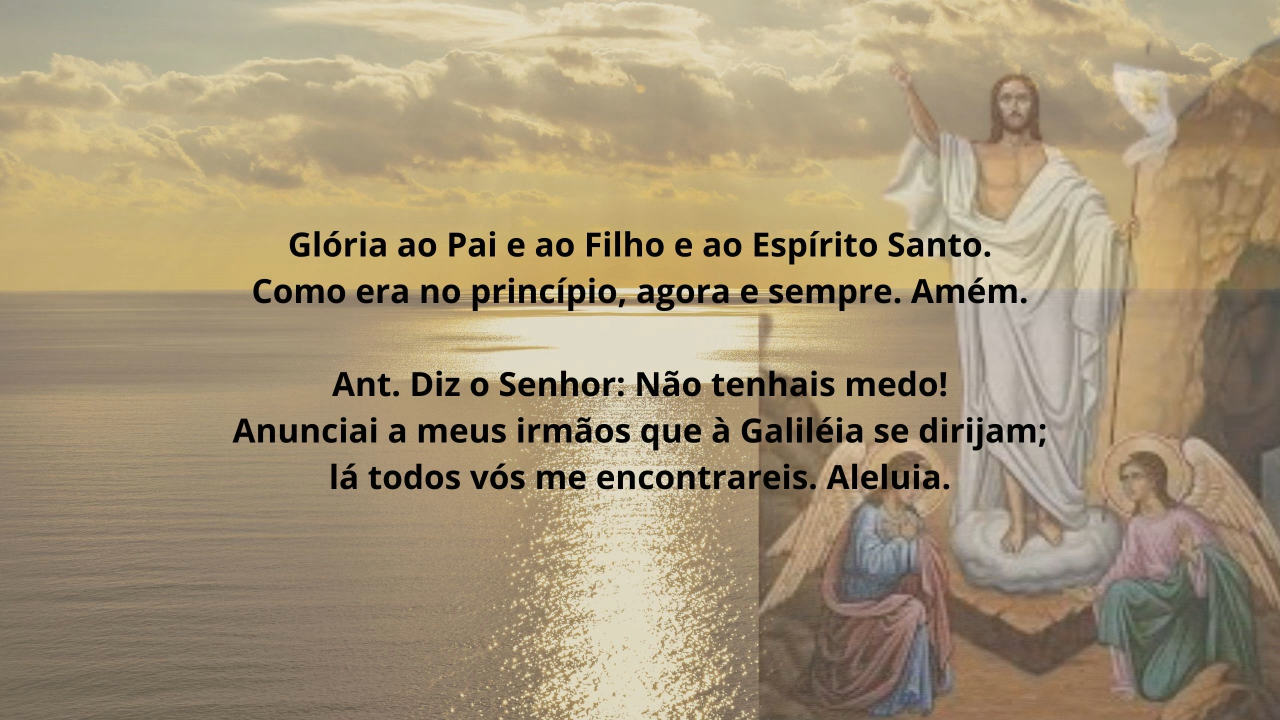 Glória ao Pai e ao Filho e ao Espírito Santo.
Como era no princípio, agora e sempre. Amém.
Ant. Diz o Senhor: Não tenhais medo!
Anunciai a meus irmãos que à Galiléia se dirijam;
lá todos vós me encontrareis. Aleluia.